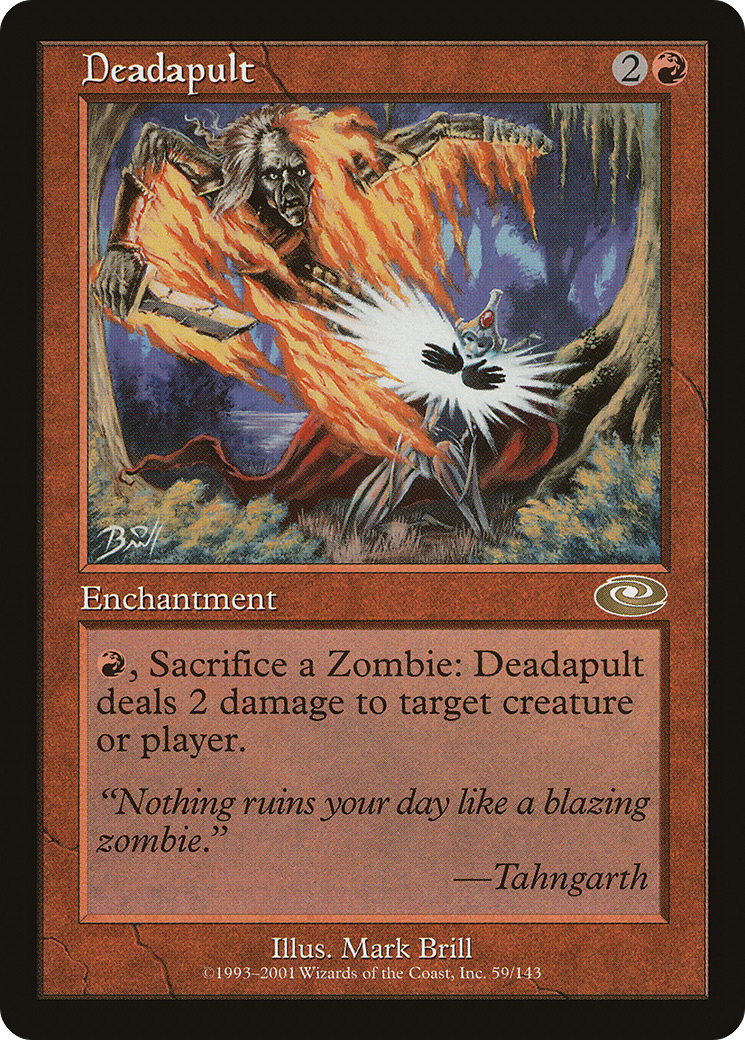 Deadapult
2
Brill
Enchantment
, Sacrifice a Zombie: Deadapult
deals 2 damage to target creature
or player.
“Nothing ruins your day like a blazing
zombie.”
—Tahngarth
Illus. Mark Brill
©1993–2001 Wizards of the Coast, Inc. 59/143